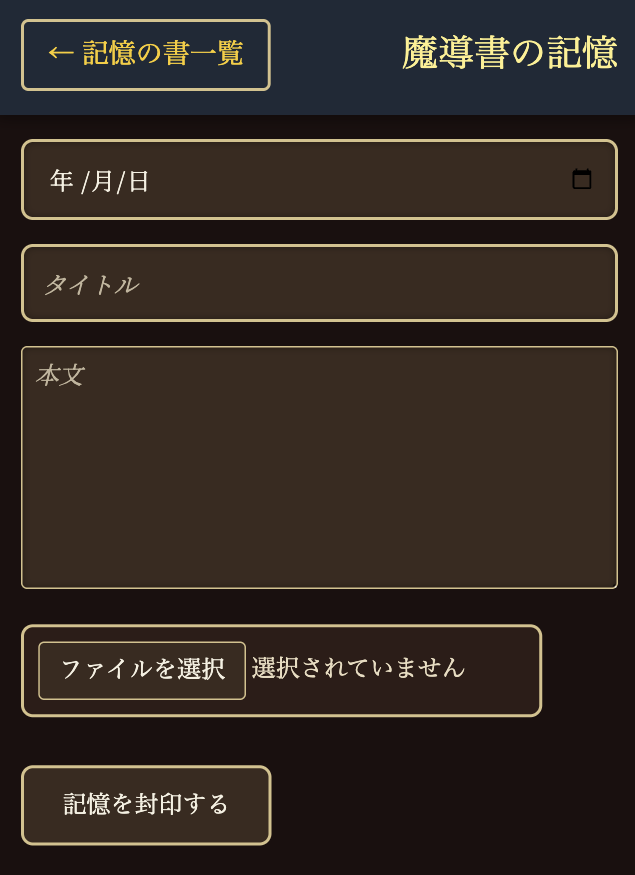 ← 記憶の書一覧
魔導書の記憶
年 /月/日
タイトル
本文
ファイルを選択 選択されていません
記憶を封印する